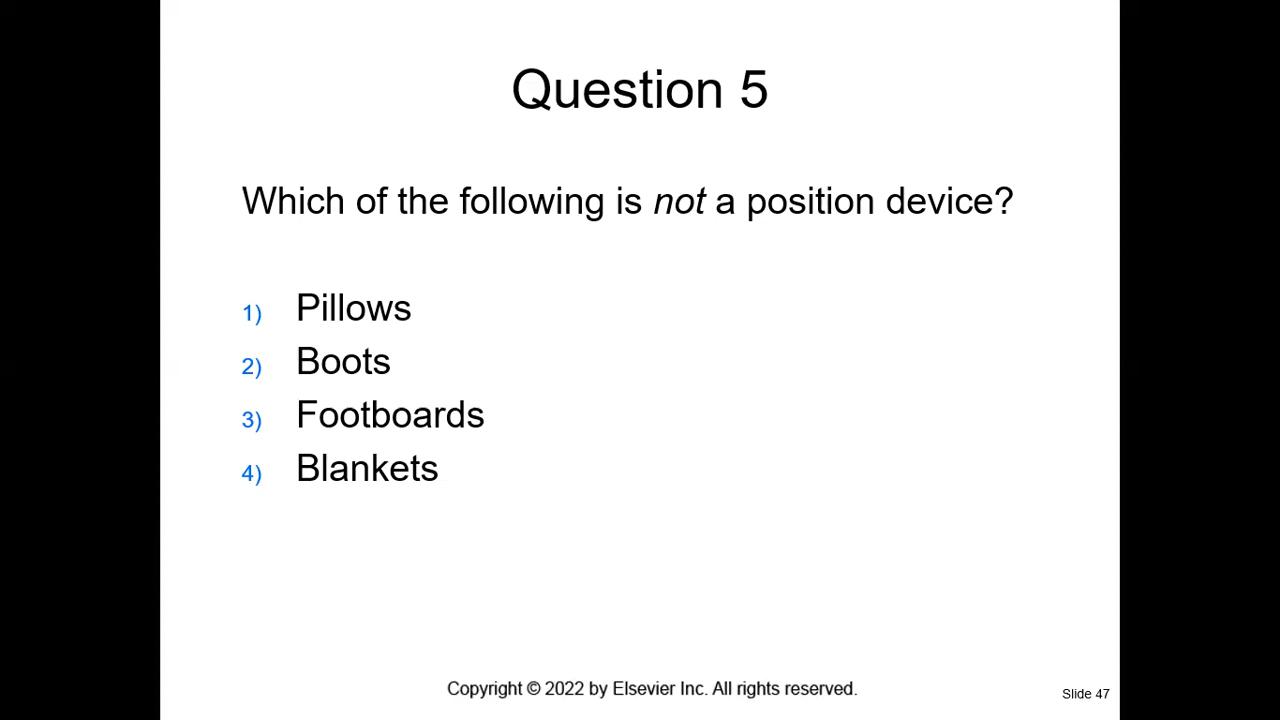 Question 5
Which of the following is not a position device?
1) Pillows
2) Boots
3) Footboards
4) Blankets
Copyright © 2022 by Elsevier Inc. All rights reserved.
Slide 47